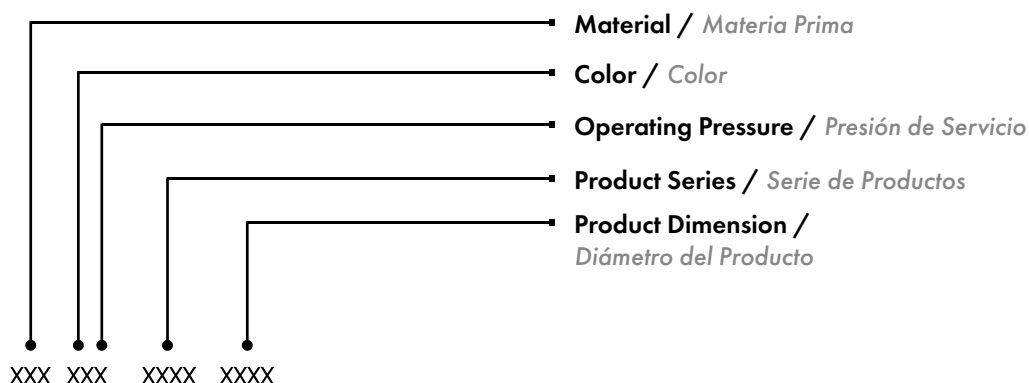 Material / Materia Prima
Color / Color
Operating Pressure / Presión de Servicio
Product Series / Serie de Productos
Product Dimension /
Diámetro del Producto
XXX XXX XXXX XXXX